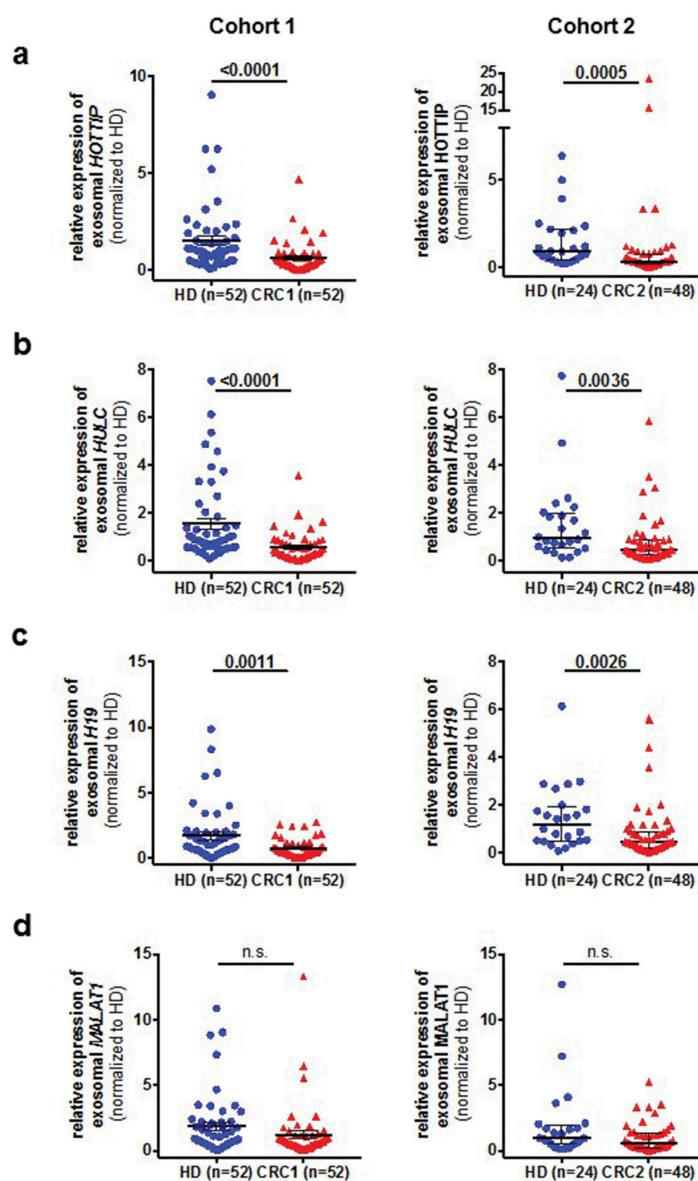 Cohort 1
Cohort 2
a
relative expression of
exosomal HOTTIP
(normalized to HD)
10
5
0
<0.0001
HD (n=52) CRC1 (n=52)
relative expression of
exosomal HOTTIP
(normalized to HD)
25
20
15
5
0
0.0005
HD (n=24) CRC2 (n=48)
b
relative expression of
exosomal HULC
(normalized to HD)
8
6
4
2
0
<0.0001
HD (n=52) CRC1 (n=52)
relative expression of
exosomal HULC
(normalized to HD)
8
6
4
2
0
0.0036
HD (n=24) CRC2 (n=48)
c
relative expression of
exosomal H19
(normalized to HD)
15
10
5
0
0.0011
HD (n=52) CRC1 (n=52)
relative expression of
exosomal H19
(normalized to HD)
8
6
4
2
0
0.0026
HD (n=24) CRC2 (n=48)
d
relative expression of
exosomal MALAT1
(normalized to HD)
15
10
5
0
n.s.
HD (n=52) CRC1 (n=52)
relative expression of
exosomal MALAT1
(normalized to HD)
15
10
5
0
n.s.
HD (n=24) CRC2 (n=48)